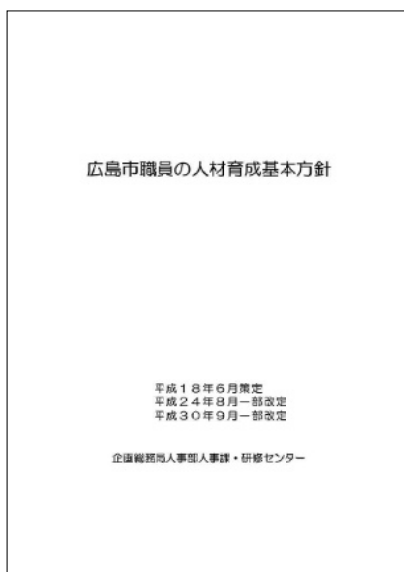 広島市職員の人材育成基本方針
平成18年6月策定
平成24年8月一部改定
平成30年9月一部改定
企画総務局人事部人事課・研修センター